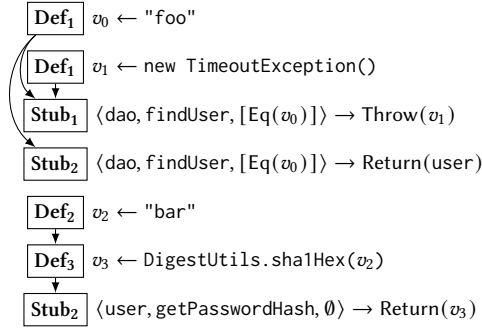 Def₁ v₀ ← "foo"
Def₁ v₁ ← new TimeoutException()
Stub₁ ⟨dao, findUser, [Eq(v₀)]⟩ → Throw(v₁)
Stub₂ ⟨dao, findUser, [Eq(v₀)]⟩ → Return(user)
Def₂ v₂ ← "bar"
Def₃ v₃ ← DigestUtils.sha1Hex(v₂)
Stub₂ ⟨user, getPasswordHash, ∅⟩ → Return(v₃)